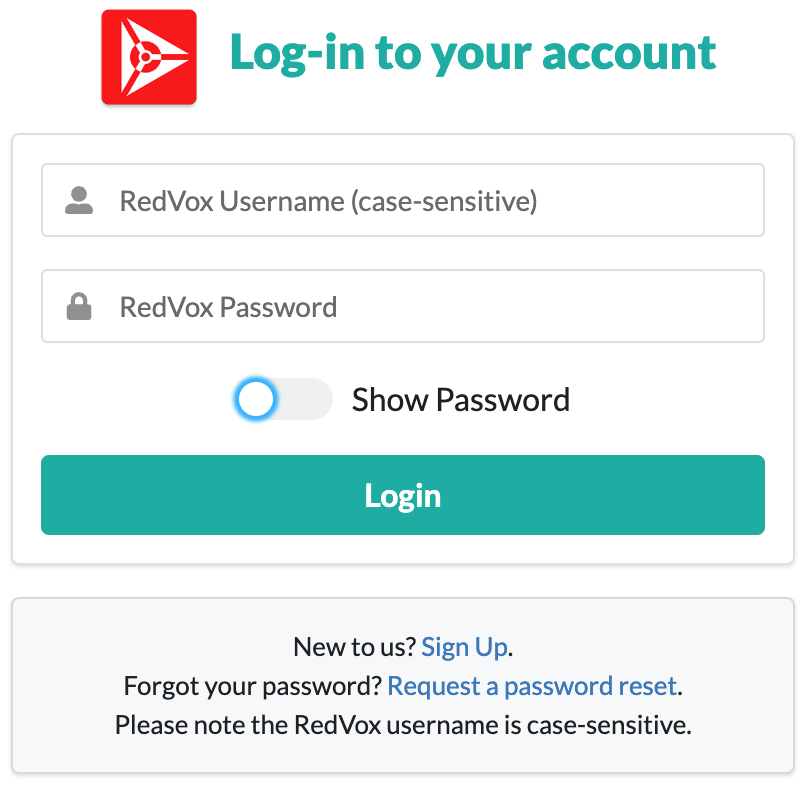 Log-in to your account
RedVox Username (case-sensitive)
RedVox Password
Show Password
Login
New to us? Sign Up.
Forgot your password? Request a password reset.
Please note the RedVox username is case-sensitive.